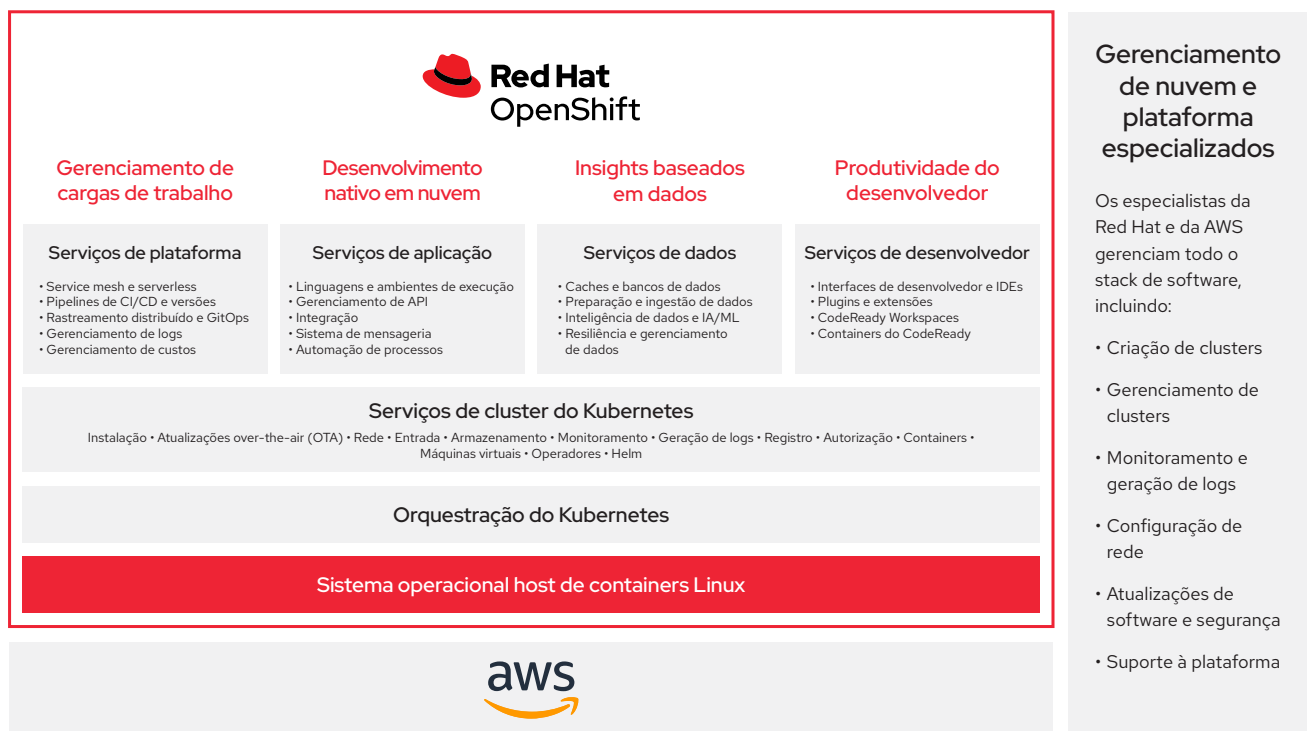 Red Hat
OpenShift
Gerenciamento de
cargas de trabalho
Desenvolvimento
nativo em nuvem
Insights baseados
em dados
Produtividade do
desenvolvedor
Serviços de plataforma
• Service mesh e serverless
• Pipelines de CI/CD e versões
• Rastreamento distribuído e GitOps
• Gerenciamento de logs
• Gerenciamento de custos
Serviços de aplicação
• Linguagens e ambientes de execução
• Gerenciamento de API
• Integração
• Sistema de mensageria
• Automação de processos
Serviços de dados
• Caches e bancos de dados
• Preparação e ingestão de dados
• Inteligência de dados e IA/ML
• Resiliência e gerenciamento
de dados
Serviços de desenvolvedor
• Interfaces de desenvolvedor e IDEs
• Plugins e extensões
• CodeReady Workspaces
• Containers do CodeReady
Serviços de cluster do Kubernetes
Instalação • Atualizações over-the-air (OTA) • Rede • Entrada • Armazenamento • Monitoramento • Geração de logs • Registro • Autorização • Containers •
Máquinas virtuais • Operadores • Helm
Orquestração do Kubernetes
Sistema operacional host de containers Linux
aws
Gerenciamento
de nuvem e
plataforma
especializados
Os especialistas da
Red Hat e da AWS
gerenciam todo o
stack de software,
incluindo:
• Criação de clusters
• Gerenciamento de
clusters
• Monitoramento e
geração de logs
• Configuração de
rede
• Atualizações de
software e segurança
• Suporte à plataforma